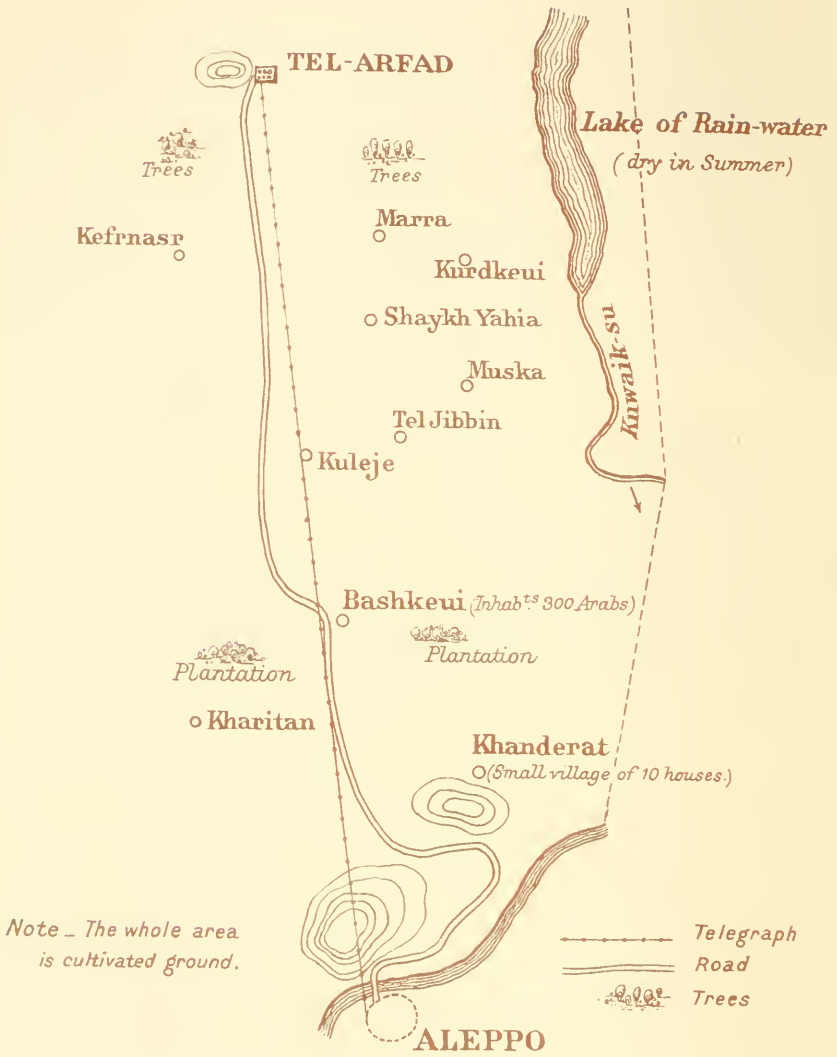 TEL-ARFAD
Lake of Rain-water
(dry in Summer)
Trees
Trees
Marra
Kefrnasr
Kurdkeui
Shaykh Yahia
Kuwaik-su
Muska
Tel Jibbin
Kuleje
Bashkeui (Inhabts 300 Arabs)
Plantation
Plantation
Kharitan
Khanderat
(Small village of 10 houses.)
Note _ The whole area
is cultivated ground.
Telegraph
Road
Trees
ALEPPO